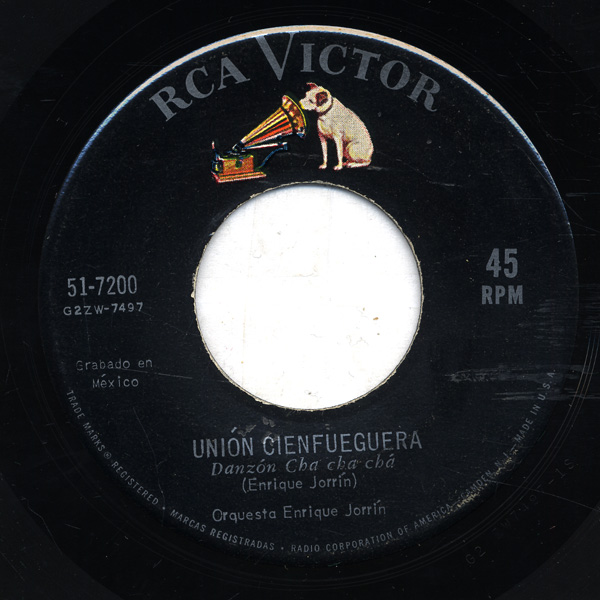 RCA VICTOR
51-7200
G2ZW-7497
45
RPM
Grabado en
México
UNIÓN CIENFUEGUERA
Danzón Cha cha chá
(Enrique Jorrín)
Orquesta Enrique Jorrín
TRADE MARKS ® REGISTERED • MARCAS REGISTRADAS • RADIO CORPORATION OF AMERICA, CAMDEN, N.J. MADE IN U.S.A.